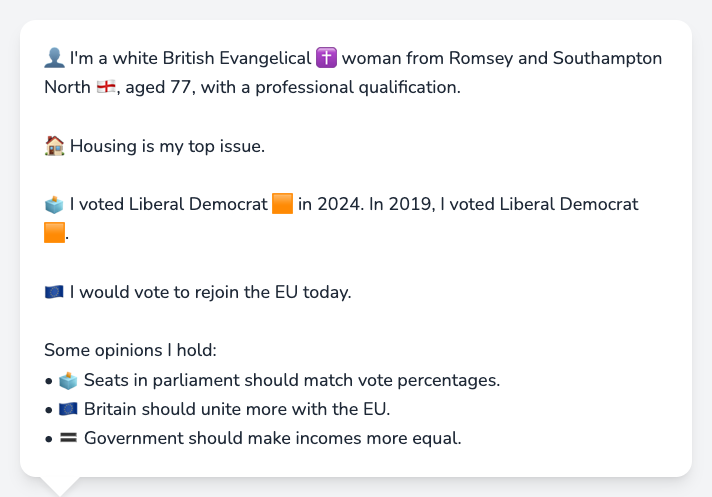 👤 I'm a white British Evangelical ✝️ woman from Romsey and Southampton
North 🏴󠁧󠁢󠁥󠁮󠁧󠁿, aged 77, with a professional qualification.
🏠 Housing is my top issue.
🗳️ I voted Liberal Democrat 🟧 in 2024. In 2019, I voted Liberal Democrat
🟧.
🇪🇺 I would vote to rejoin the EU today.
Some opinions I hold:
• 🗳️ Seats in parliament should match vote percentages.
• 🇪🇺 Britain should unite more with the EU.
• 🟰 Government should make incomes more equal.